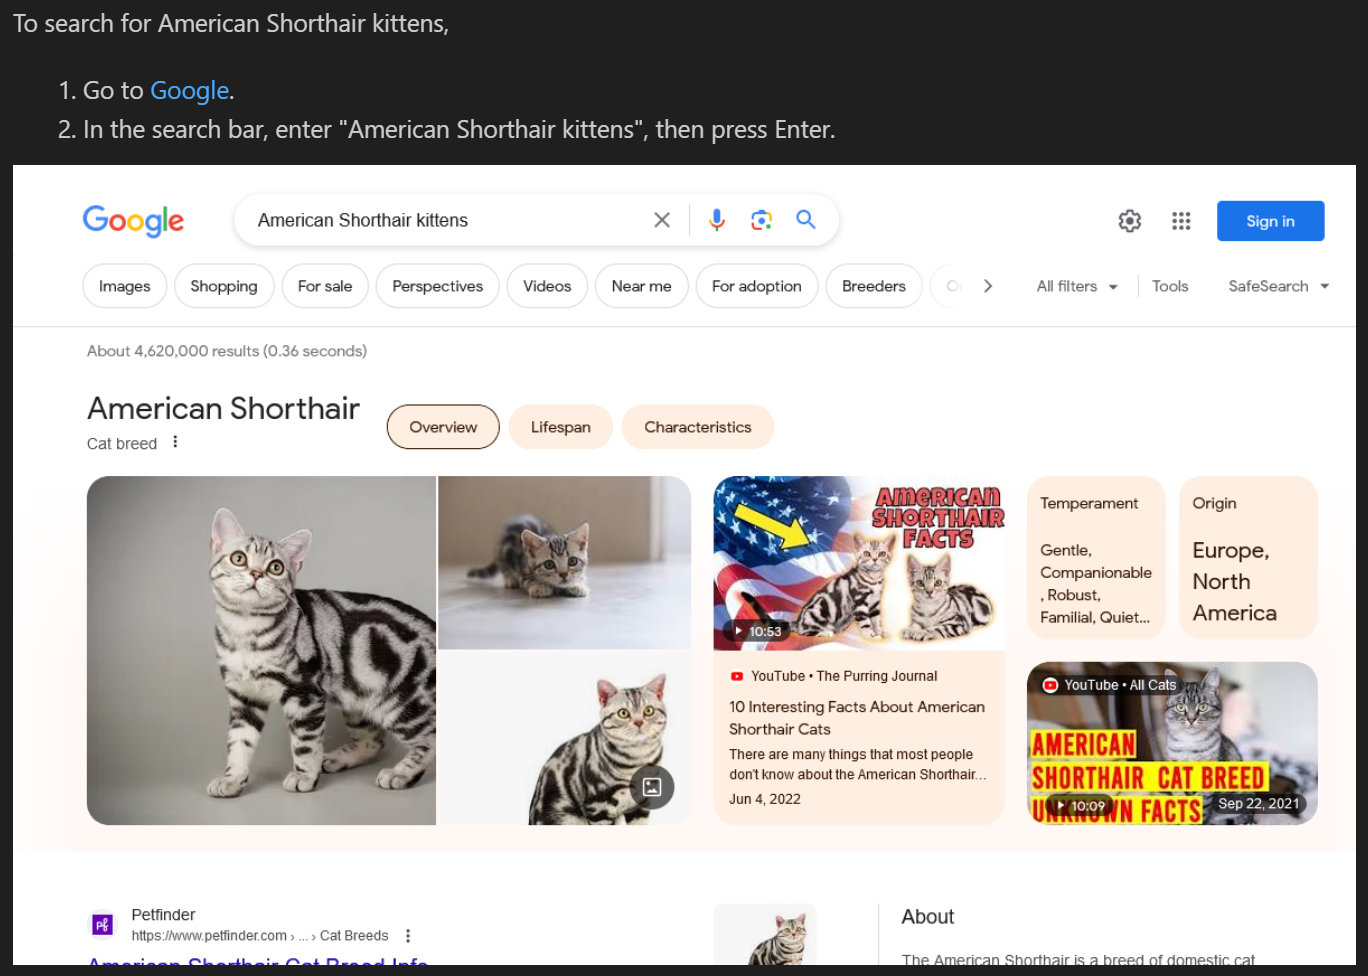 To search for American Shorthair kittens,
1. Go to Google.
2. In the search bar, enter "American Shorthair kittens", then press Enter.
Google
American Shorthair kittens
Sign in
Images
Shopping
For sale
Perspectives
Videos
Near me
For adoption
Breeders
All filters
Tools
SafeSearch
About 4,620,000 results (0.36 seconds)
American Shorthair
Cat breed
Overview
Lifespan
Characteristics
AMERICAN
SHORTHAIR
FACTS
10:53
YouTube • The Purring Journal
10 Interesting Facts About American
Shorthair Cats
There are many things that most people
don't know about the American Shorthair...
Jun 4, 2022
Temperament
Gentle,
Companionable
, Robust,
Familial, Quiet...
Origin
Europe,
North
America
YouTube • All Cats
AMERICAN
SHORTHAIR CAT BREED
UNKNOWN FACTS
10:09
Sep 22, 2021
Petfinder
https://www.petfinder.com › ... › Cat Breeds
American Shorthair Cat Breed Info
About
The American Shorthair is a breed of domestic cat